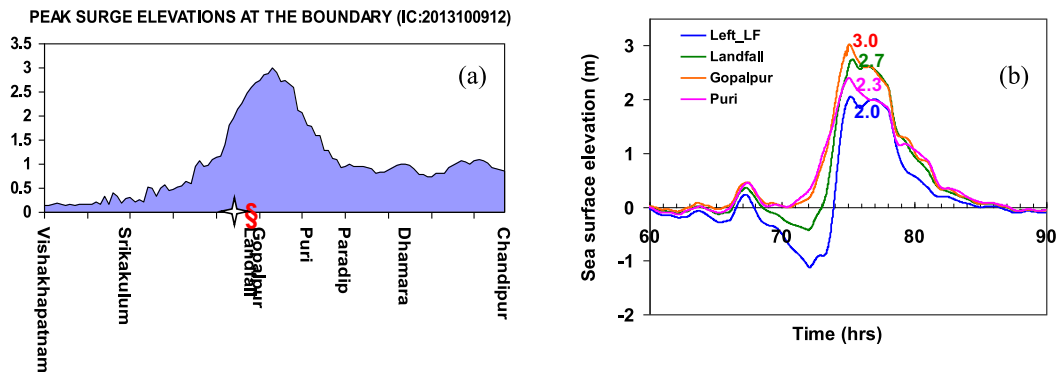 PEAK SURGE ELEVATIONS AT THE BOUNDARY (IC:2013100912)
3.5
3
2.5
2
1.5
1
0.5
0
(a)
§
Vishakhapatnam
Srikakulum
Landfall
Gopalpur
Puri
Paradip
Dhamara
Chandipur
Sea surface elevation (m)
3
2
1
0
-1
-2
Left_LF
Landfall
Gopalpur
Puri
3.0
2.7
2.3
2.0
(b)
60
70
80
90
Time (hrs)